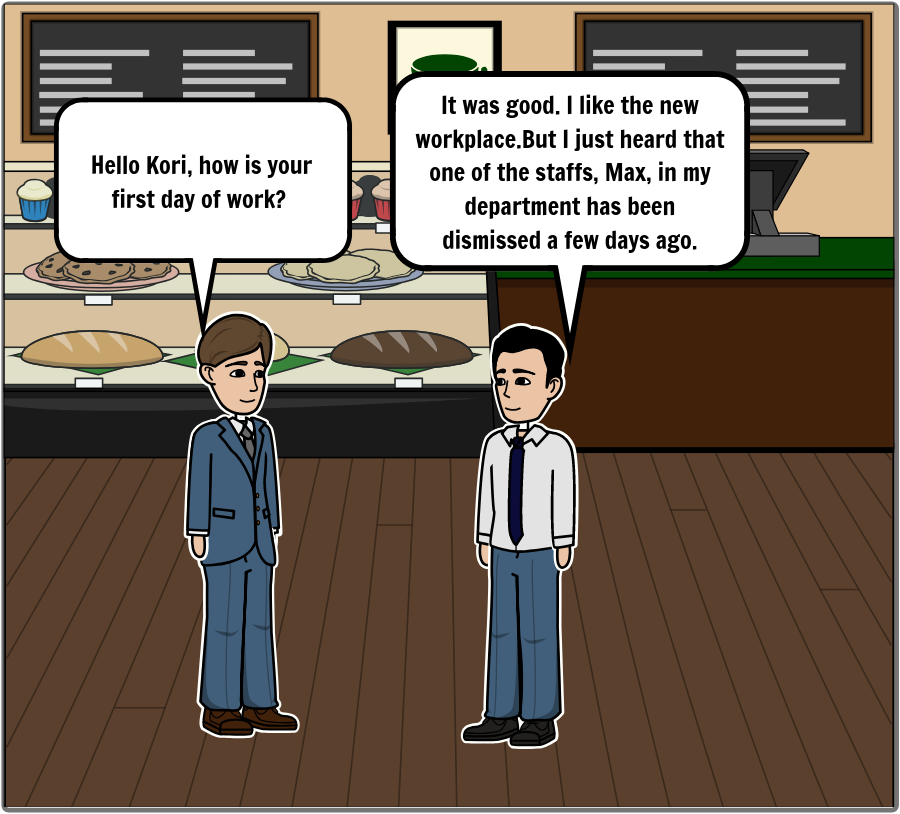 Hello Kori, how is your
first day of work?
It was good. I like the new
workplace.But I just heard that
one of the staffs, Max, in my
department has been
dismissed a few days ago.